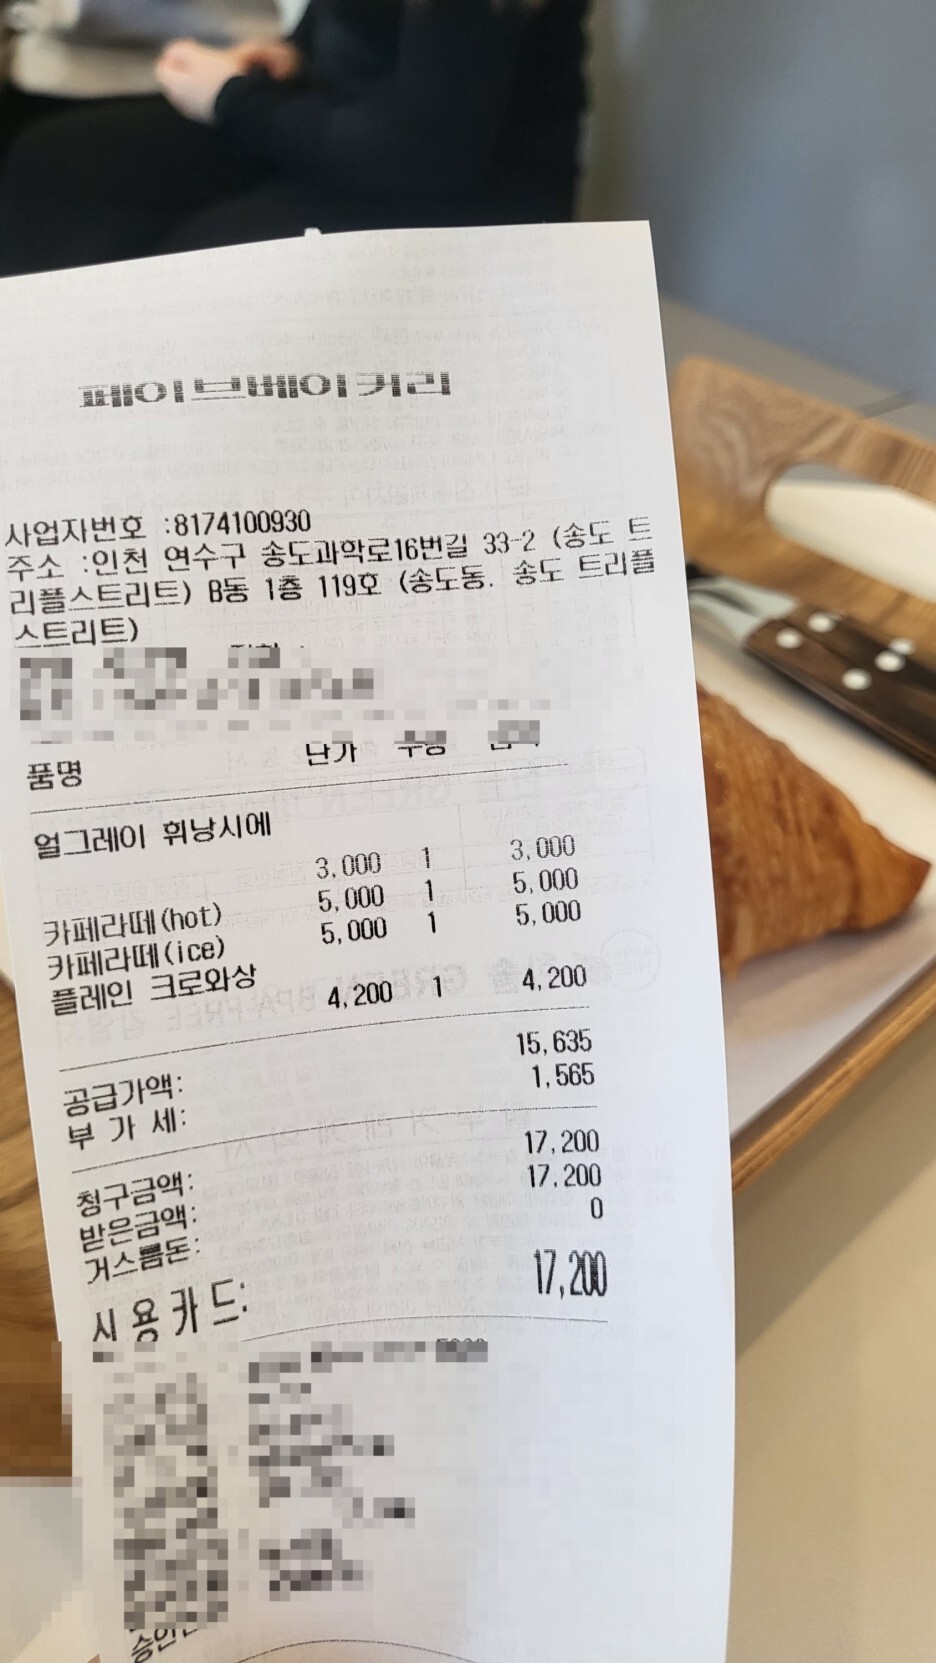 페이브베이커리
사업자번호 :8174100930
주소 :인천 연수구 송도과학로16번길 33-2 (송도 트
리플스트리트) B동 1층 119호 (송도동. 송도 트리플
스트리트)
품명 단가 수량 금액
얼그레이 휘낭시에
3,000 1 3,000
카페라떼(hot) 5,000 1 5,000
카페라떼(ice) 5,000 1 5,000
플레인 크로와상
4,200 1 4,200
공급가액: 15,635
부 가 세: 1,565
청구금액: 17,200
받은금액: 17,200
거스름돈: 0
시용카드: 17,200